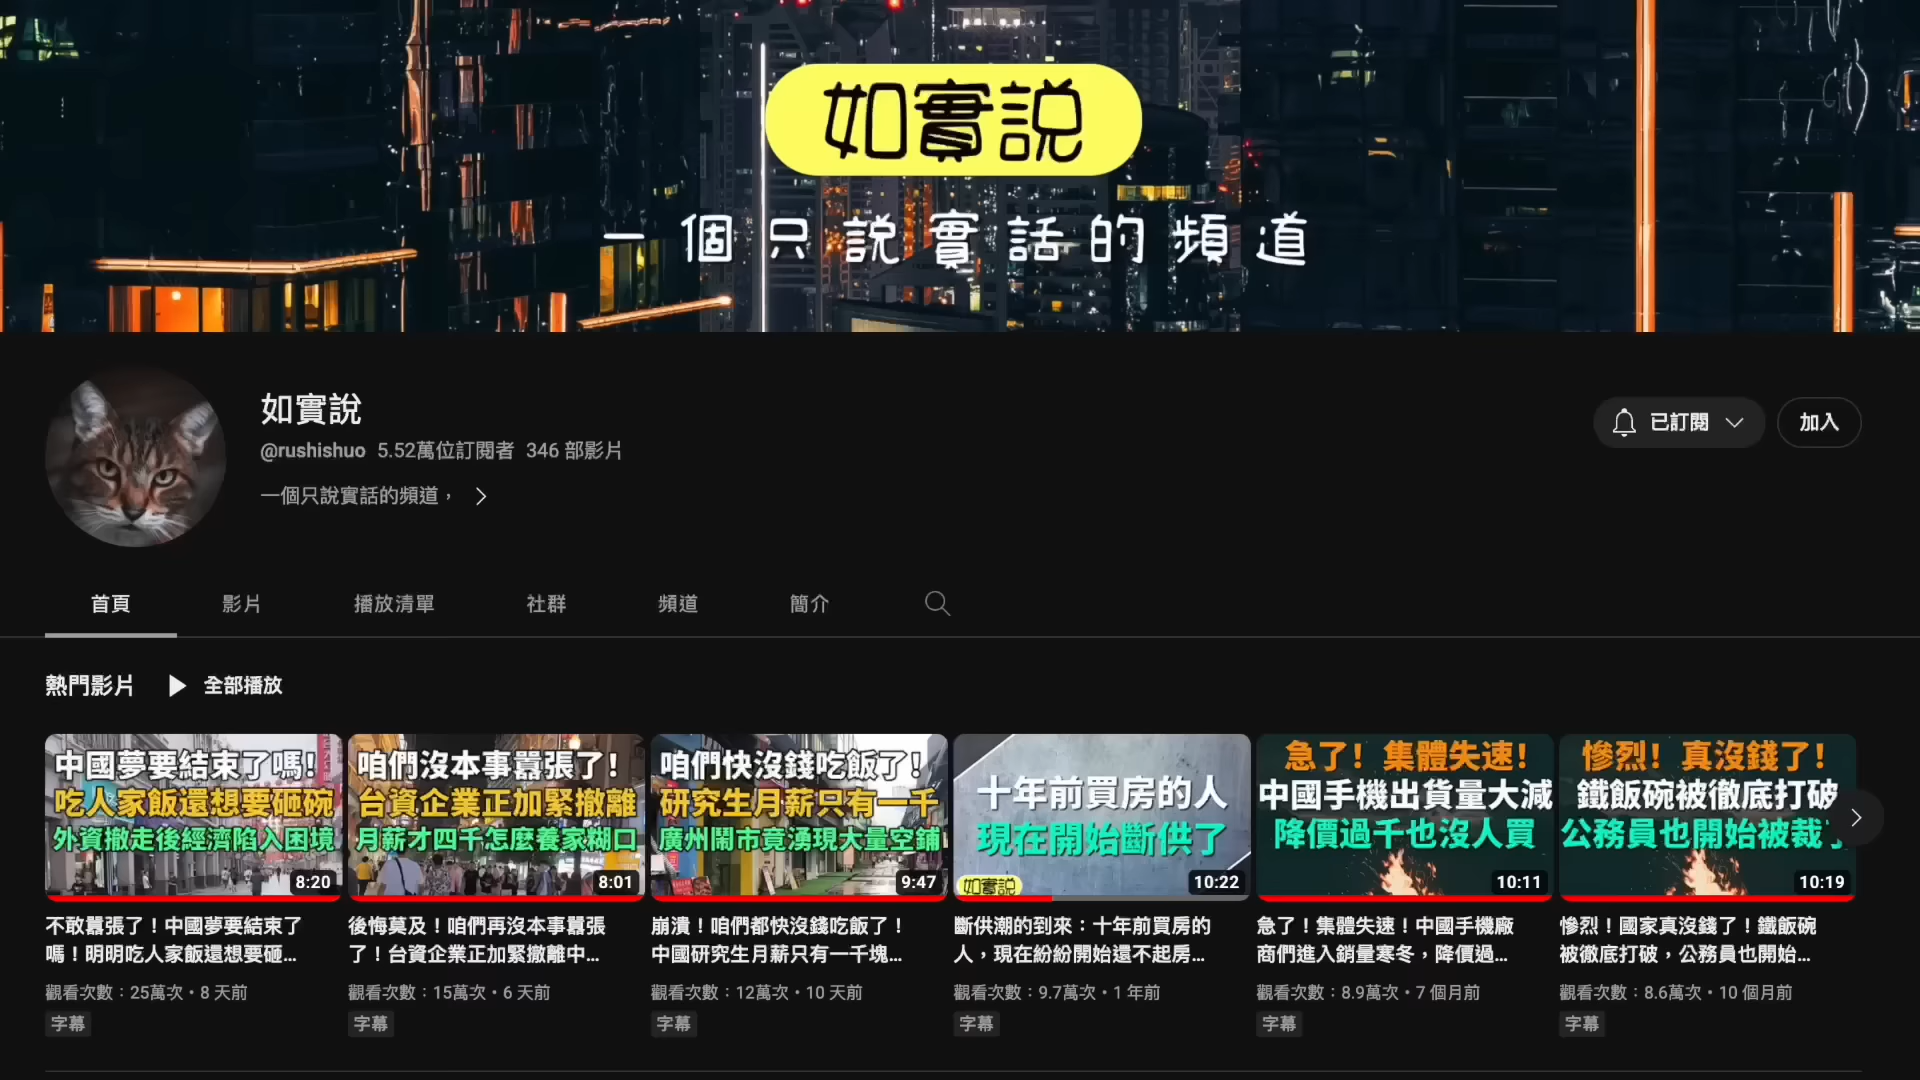 如實説
一個只説實話的頻道
如實說
@rushishuo 5.52萬位訂閱者 346 部影片
一個只說實話的頻道，
已訂閱
加入
首頁 影片 播放清單 社群 頻道 簡介
熱門影片 全部播放
中國夢要結束了嗎！
吃人家飯還想要砸碗
外資撤走後經濟陷入困境
8:20
不敢囂張了！中國夢要結束了
嗎！明明吃人家飯還想要砸...
觀看次數：25萬次・8 天前
字幕
咱們沒本事囂張了！
台資企業正加緊撤離
月薪才四千怎麼養家糊口
8:01
後悔莫及！咱們再沒本事囂張
了！台資企業正加緊撤離中...
觀看次數：15萬次・6 天前
字幕
咱們快沒錢吃飯了！
研究生月薪只有一千
廣州鬧市竟湧現大量空鋪
9:47
崩潰！咱們都快沒錢吃飯了！
中國研究生月薪只有一千塊...
觀看次數：12萬次・10 天前
字幕
十年前買房的人
現在開始斷供了
如實説
10:22
斷供潮的到來：十年前買房的
人，現在紛紛開始還不起房...
觀看次數：9.7萬次・1 年前
字幕
急了！集體失速！
中國手機出貨量大減
降價過千也沒人買
10:11
急了！集體失速！中國手機廠
商們進入銷量寒冬，降價過...
觀看次數：8.9萬次・7 個月前
字幕
慘烈！真沒錢了！
鐵飯碗被徹底打破
公務員也開始被裁了
10:19
慘烈！國家真沒錢了！鐵飯碗
被徹底打破，公務員也開始...
觀看次數：8.6萬次・10 個月前
字幕